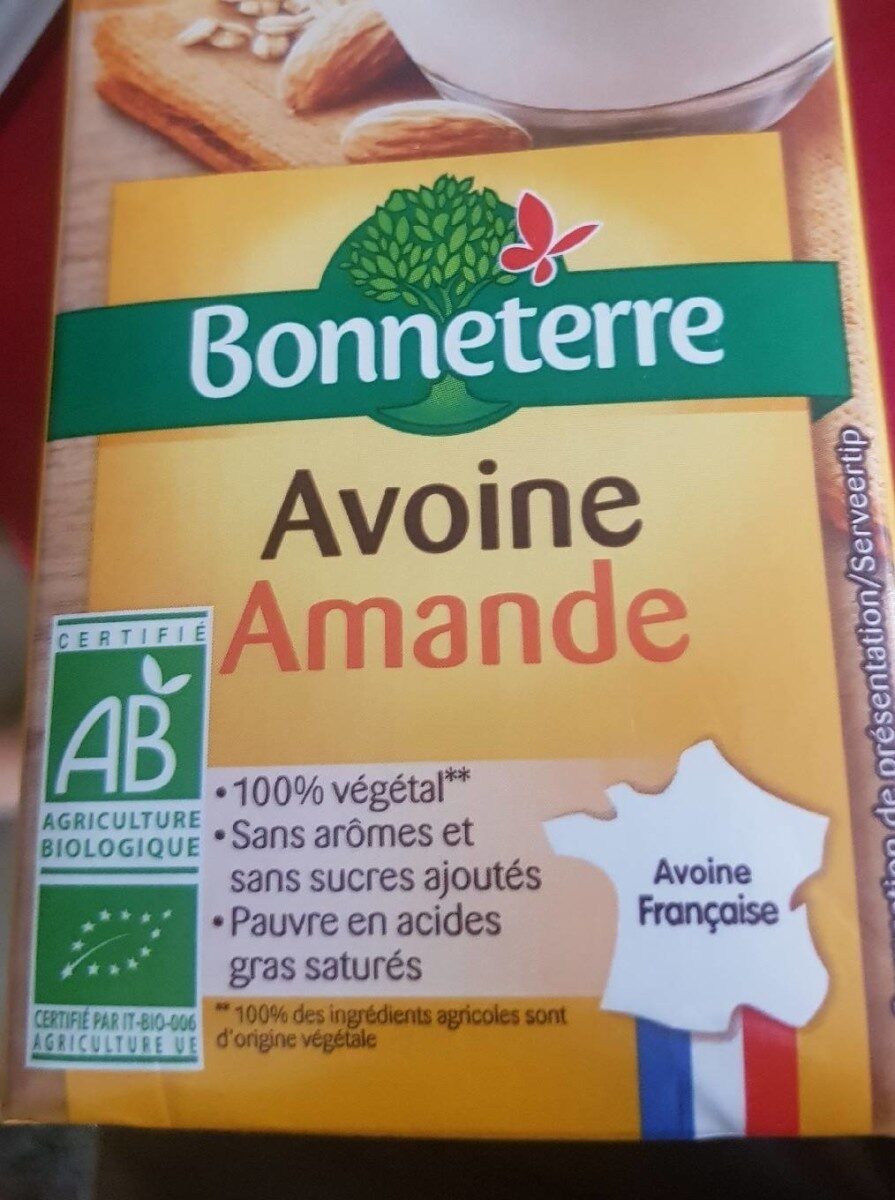 Bonneterre
Avoine
Amande
CERTIFIÉ
AB
AGRICULTURE
BIOLOGIQUE
• 100% végétal**
• Sans arômes et
sans sucres ajoutés
• Pauvre en acides
gras saturés
Avoine
Française
CERTIFIÉ PAR IT-BIO-006
AGRICULTURE UE
** 100% des ingrédients agricoles sont
d'origine végétale
de présentation/Serveertip